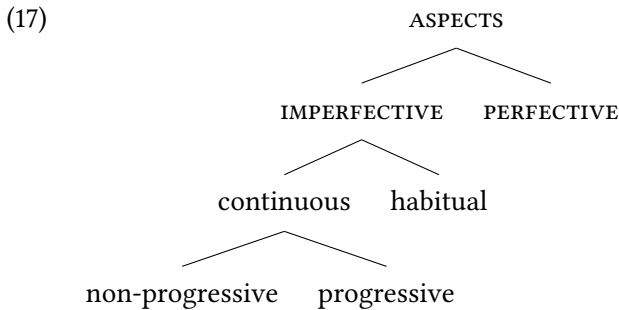 (17) ASPECTS
IMPERFECTIVE PERFECTIVE
continuous habitual
non-progressive progressive